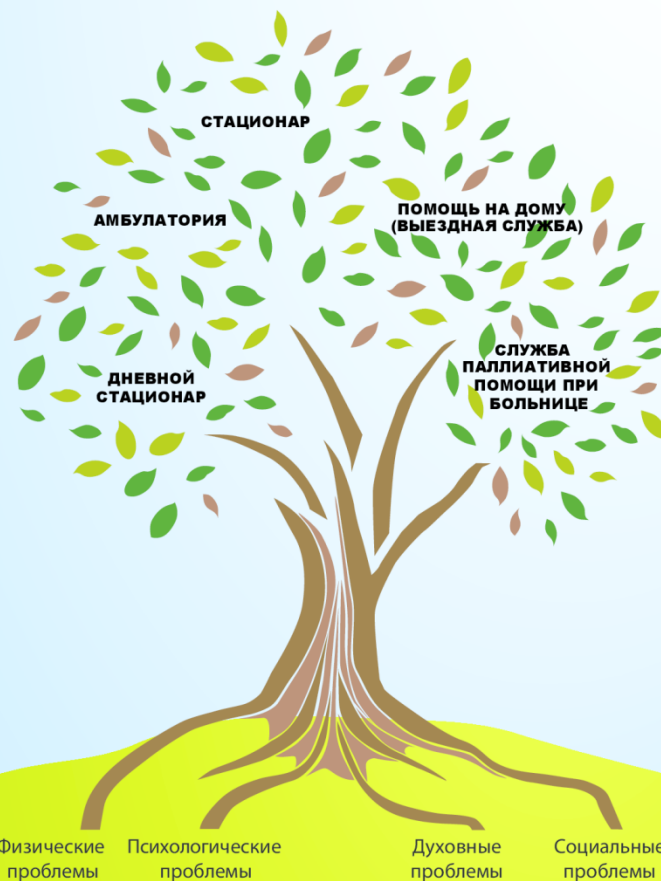 СТАЦИОНАР
АМБУЛАТОРИЯ
ПОМОЩЬ НА ДОМУ
(ВЫЕЗДНАЯ СЛУЖБА)
ДНЕВНОЙ
СТАЦИОНАР
СЛУЖБА
ПАЛЛИАТИВНОЙ
ПОМОЩИ ПРИ
БОЛЬНИЦЕ
Физические
проблемы
Психологические
проблемы
Духовные
проблемы
Социальные
проблемы